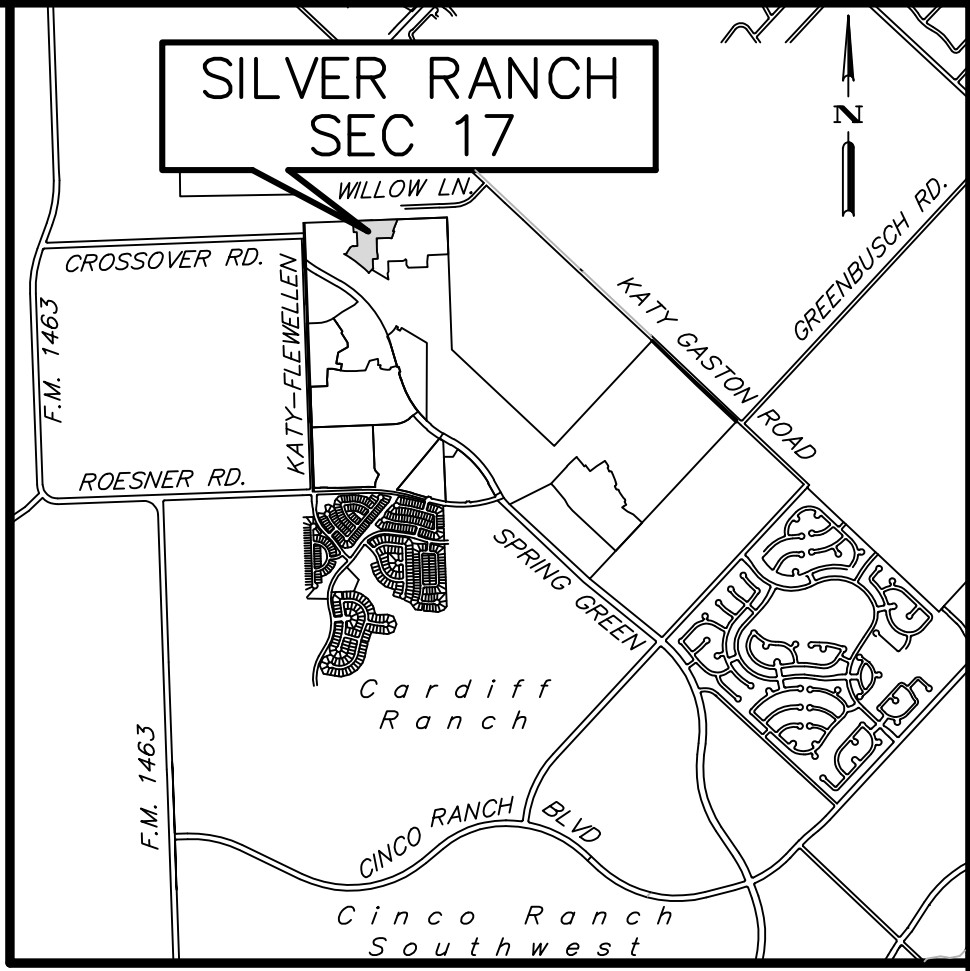 SILVER RANCH
SEC 17
N
WILLOW LN.
CROSSOVER RD.
GREENBUSCH RD.
KATY GASTON ROAD
F.M. 1463
KATY-FLEWELLEN
ROESNER RD.
SPRING GREEN
Cardiff
Ranch
F.M. 1463
CINCO RANCH BLVD
Cinco Ranch
Southwest